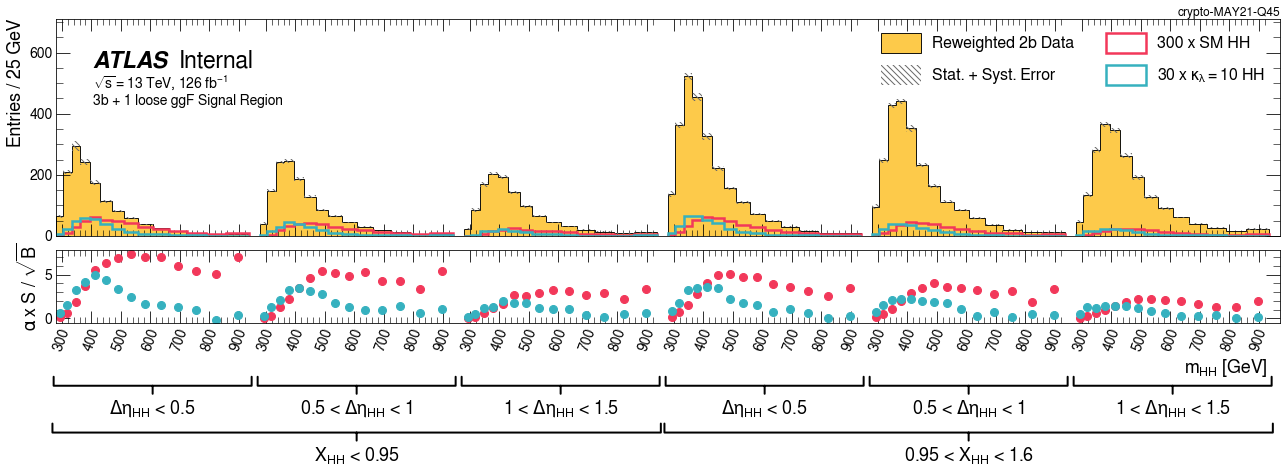 crypto-MAY21-Q45
Entries / 25 GeV
600
400
200
0
ATLAS Internal
√s = 13 TeV, 126 fb⁻¹
3b + 1 loose ggF Signal Region
Reweighted 2b Data
300 x SM HH
Stat. + Syst. Error
30 x κλ = 10 HH
α x S / √B
5
0
300 400 500 600 700 800 900 300 400 500 600 700 800 900 300 400 500 600 700 800 900 300 400 500 600 700 800 900 300 400 500 600 700 800 900 300 400 500 600 700 800 900
mHH [GeV]
ΔηHH < 0.5 0.5 < ΔηHH < 1 1 < ΔηHH < 1.5 ΔηHH < 0.5 0.5 < ΔηHH < 1 1 < ΔηHH < 1.5
XHH < 0.95 0.95 < XHH < 1.6